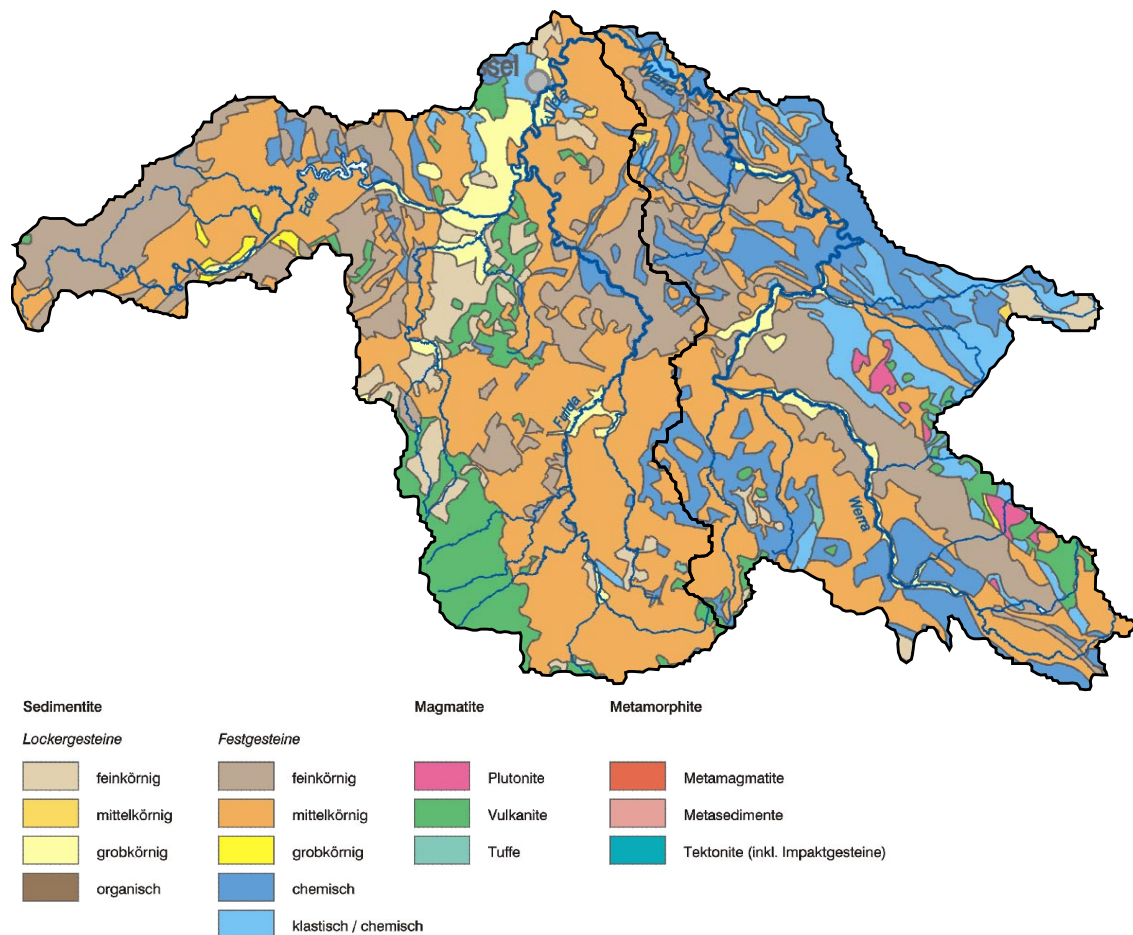 ssel
Werra
Fulda
Eder
Fulda
Werra
Sedimentite
Magmatite
Metamorphite
Lockergesteine
Festgesteine
feinkörnig
feinkörnig
Plutonite
Metamagmatite
mittelkörnig
mittelkörnig
Vulkanite
Metasedimente
grobkörnig
grobkörnig
Tuffe
Tektonite (inkl. Impaktgesteine)
organisch
chemisch
klastisch / chemisch